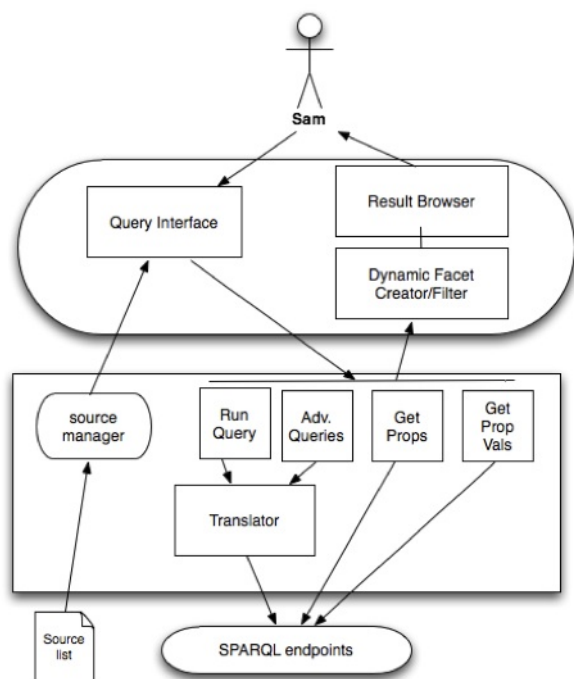 Sam
Query Interface
Result Browser
Dynamic Facet
Creator/Filter
source
manager
Run
Query
Adv.
Queries
Get
Props
Get
Prop
Vals
Translator
Source
list
SPARQL endpoints